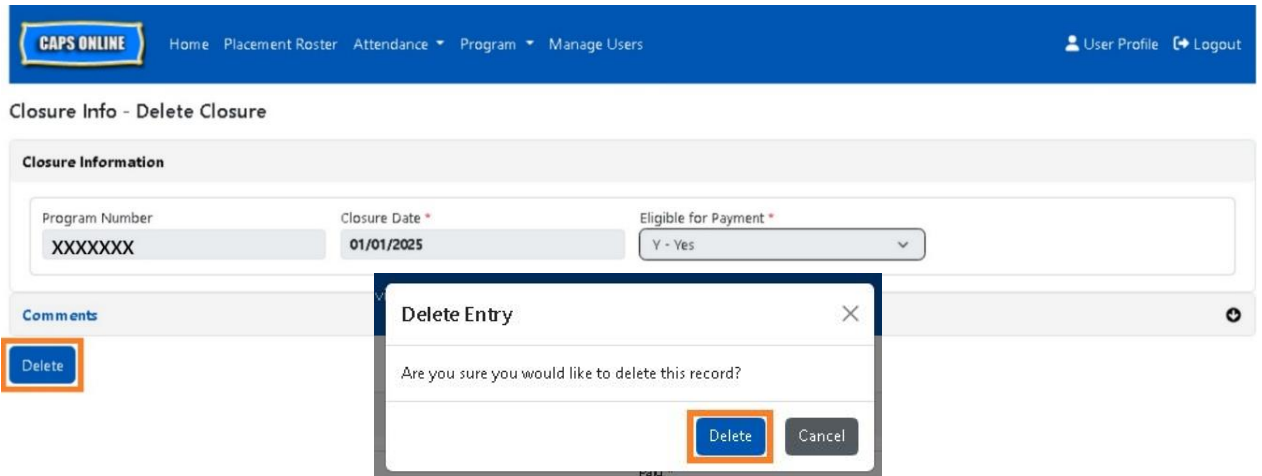 CAPS ONLINE Home Placement Roster Attendance Program Manage Users User Profile Logout
Closure Info - Delete Closure
Closure Information
Program Number Closure Date * Eligible for Payment *
XXXXXXX 01/01/2025 Y - Yes
Comments
Delete Entry
Delete
Are you sure you would like to delete this record?
Delete Cancel